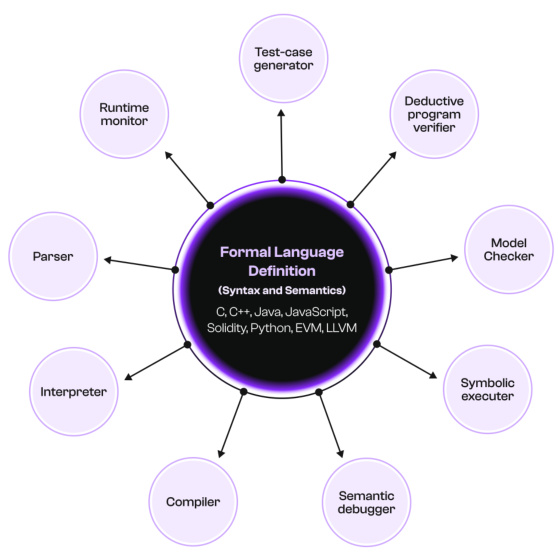 Test-case
generator
Runtime
monitor
Deductive
program
verifier
Parser
Formal Language
Definition
(Syntax and Semantics)
C, C++, Java, JavaScript,
Solidity, Python, EVM, LLVM
Model
Checker
Interpreter
Symbolic
executer
Compiler
Semantic
debugger